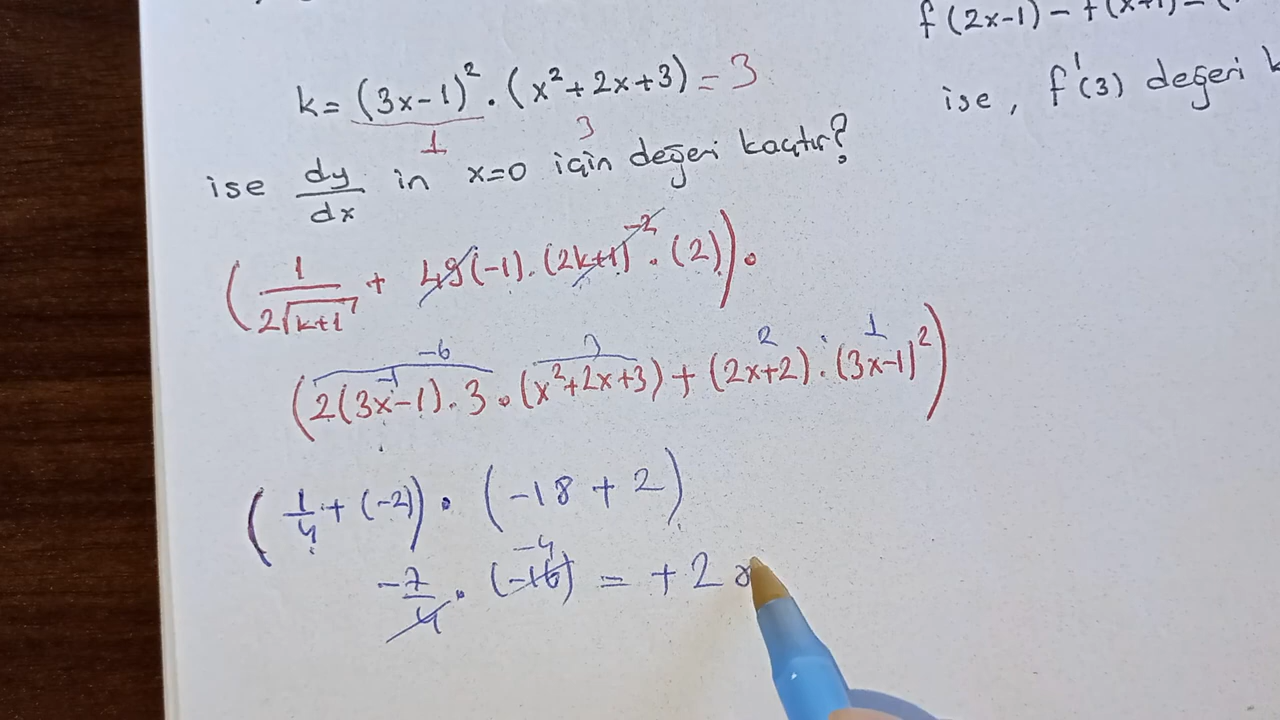 f(2x-1) - f(x+1) = (
k = (3x-1)² . (x² + 2x + 3) = 3
1 3
ise dy/dx in x=0 için değeri kaçtır?
ise, f'(3) değeri k
(1/(2√(k+1)) + 49(-1).(2k+1)⁻² . (2)) .
-6 3 2 1
-1
(2(3x-1).3.(x²+2x+3) + (2x+2).(3x-1)²)
(1/4 + (-2)) . (-18 + 2)
-4
-7/4 . (-16) = +2